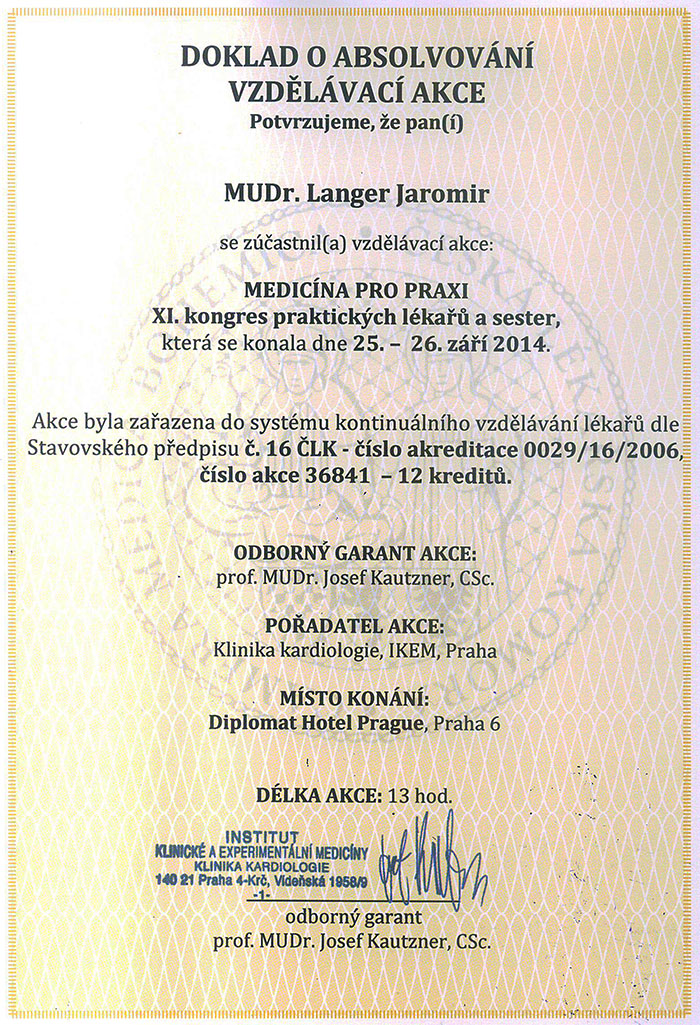 DOKLAD O ABSOLVOVÁNÍ
VZDĚLÁVACÍ AKCE
Potvrzujeme, že pan(í)
MUDr. Langer Jaromir
se zúčastnil(a) vzdělávací akce:
MEDICÍNA PRO PRAXI
XI. kongres praktických lékařů a sester,
která se konala dne 25. – 26. září 2014.
Akce byla zařazena do systému kontinuálního vzdělávání lékařů dle
Stavovského předpisu č. 16 ČLK - číslo akreditace 0029/16/2006,
číslo akce 36841 – 12 kreditů.
ODBORNÝ GARANT AKCE:
prof. MUDr. Josef Kautzner, CSc.
POŘADATEL AKCE:
Klinika kardiologie, IKEM, Praha
MÍSTO KONÁNÍ:
Diplomat Hotel Prague, Praha 6
DÉLKA AKCE: 13 hod.
INSTITUT
KLINICKÉ A EXPERIMENTÁLNÍ MEDICÍNY
KLINIKA KARDIOLOGIE
140 21 Praha 4-Krč, Vídeňská 1958/9
-1-
odborný garant
prof. MUDr. Josef Kautzner, CSc.